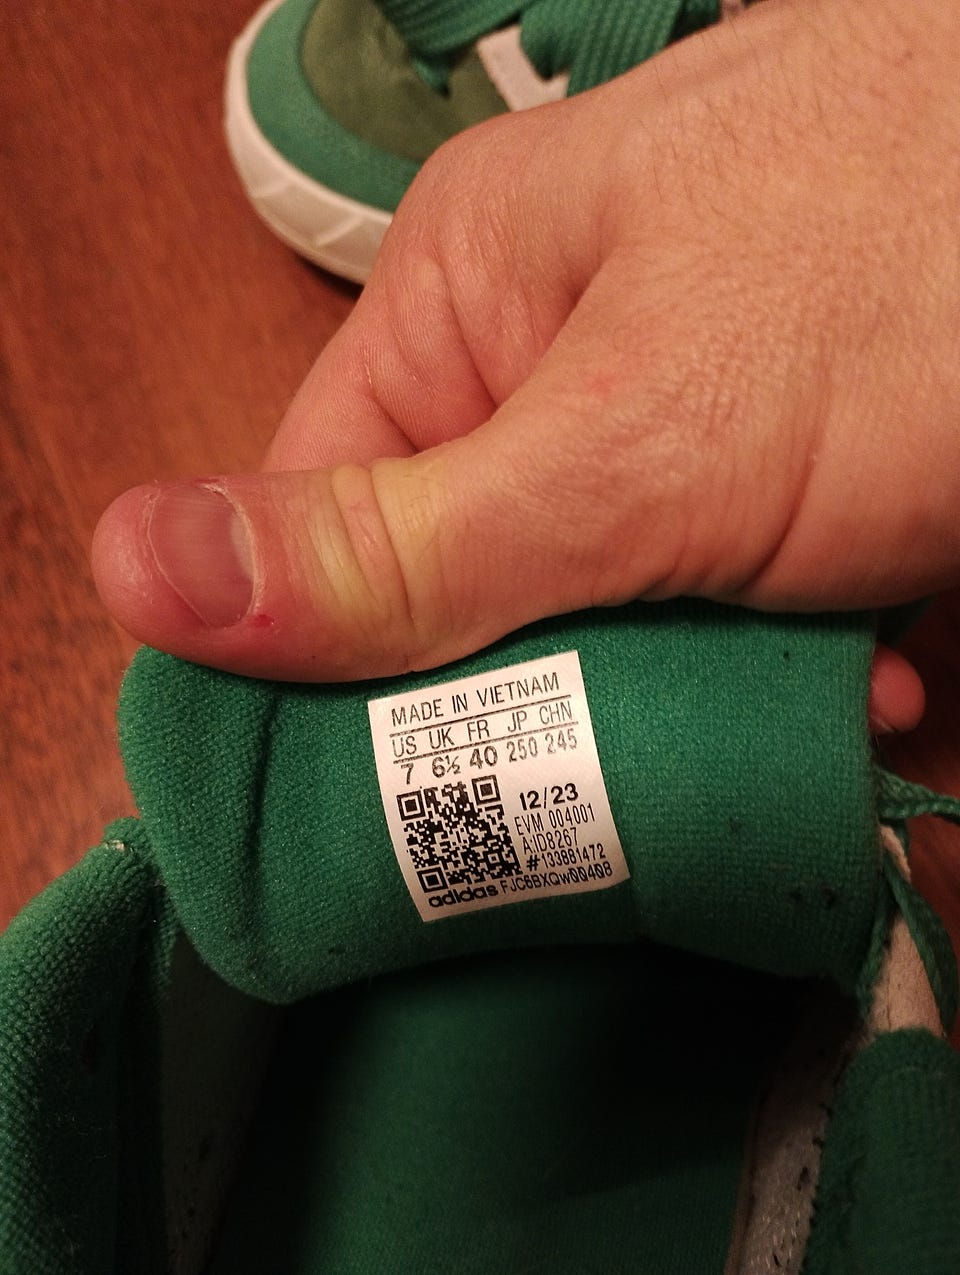 MADE IN VIETNAM
US UK FR JP CHN
7 6½ 40 250 245
12/23
EVM 004001
A:ID8267
#133881472
adidas FJC6BXQw00408